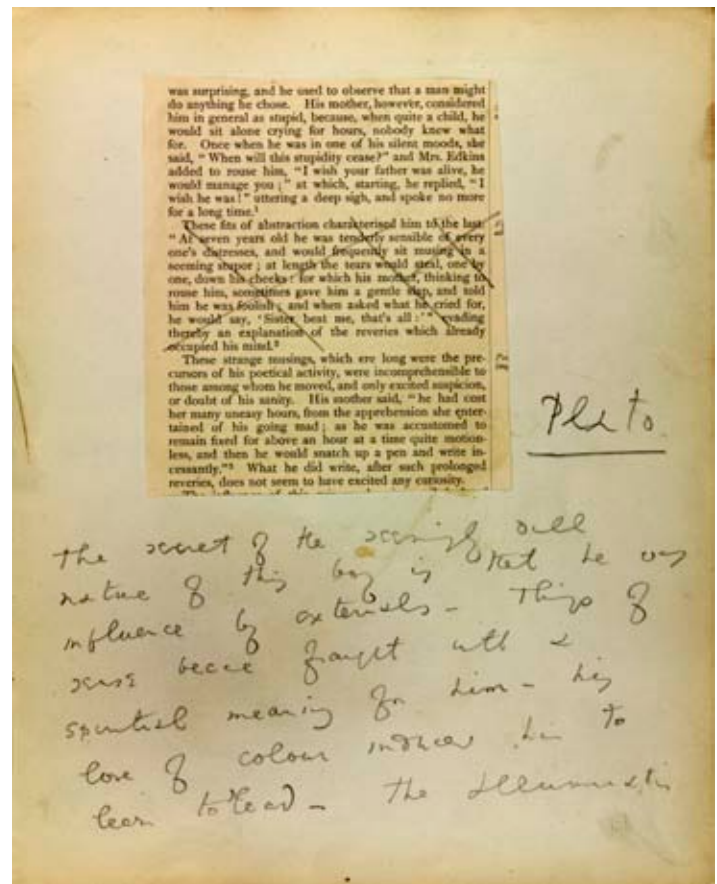 was surprising, and he used to observe that a man might
do anything he chose. His mother, however, considered
him in general as stupid, because, when quite a child, he
would sit alone crying for hours, nobody knew what
for. Once when he was in one of his silent moods, she
said, “When will this stupidity cease?” and Mrs. Edkins
added to rouse him, “I wish your father was alive, he
would manage you;” at which, starting, he replied, “I
wish he was!” uttering a deep sigh, and spoke no more
for a long time.¹
These fits of abstraction characterised him to the last.
“At seven years old he was tenderly sensible of every
one's distresses, and would frequently sit musing in a
seeming stupor; at length the tears would steal, one by
one, down his cheeks: for which his mother, thinking to
rouse him, sometimes gave him a gentle slap, and told
him he was foolish; and when asked what he cried for,
he would say, ‘Sister beat me, that's all:’” evading
thereby an explanation of the reveries which already
occupied his mind.²
These strange musings, which ere long were the pre-
cursors of his poetical activity, were incomprehensible to
those among whom he moved, and only excited suspicion,
or doubt of his sanity. His mother said, “he had cost
her many uneasy hours, from the apprehension she enter-
tained of his going mad; as he was accustomed to
remain fixed for above an hour at a time quite motion-
less, and then he would snatch up a pen and write in-
cessantly.”³ What he did write, after such prolonged
reveries, does not seem to have excited any curiosity.
Plato
The secret of the seemingly dull
nature of this boy is that he was
influence by externals – Things of
sense became fraught with a
spiritual meaning for him – his
love of colour induced him to
learn to read – The